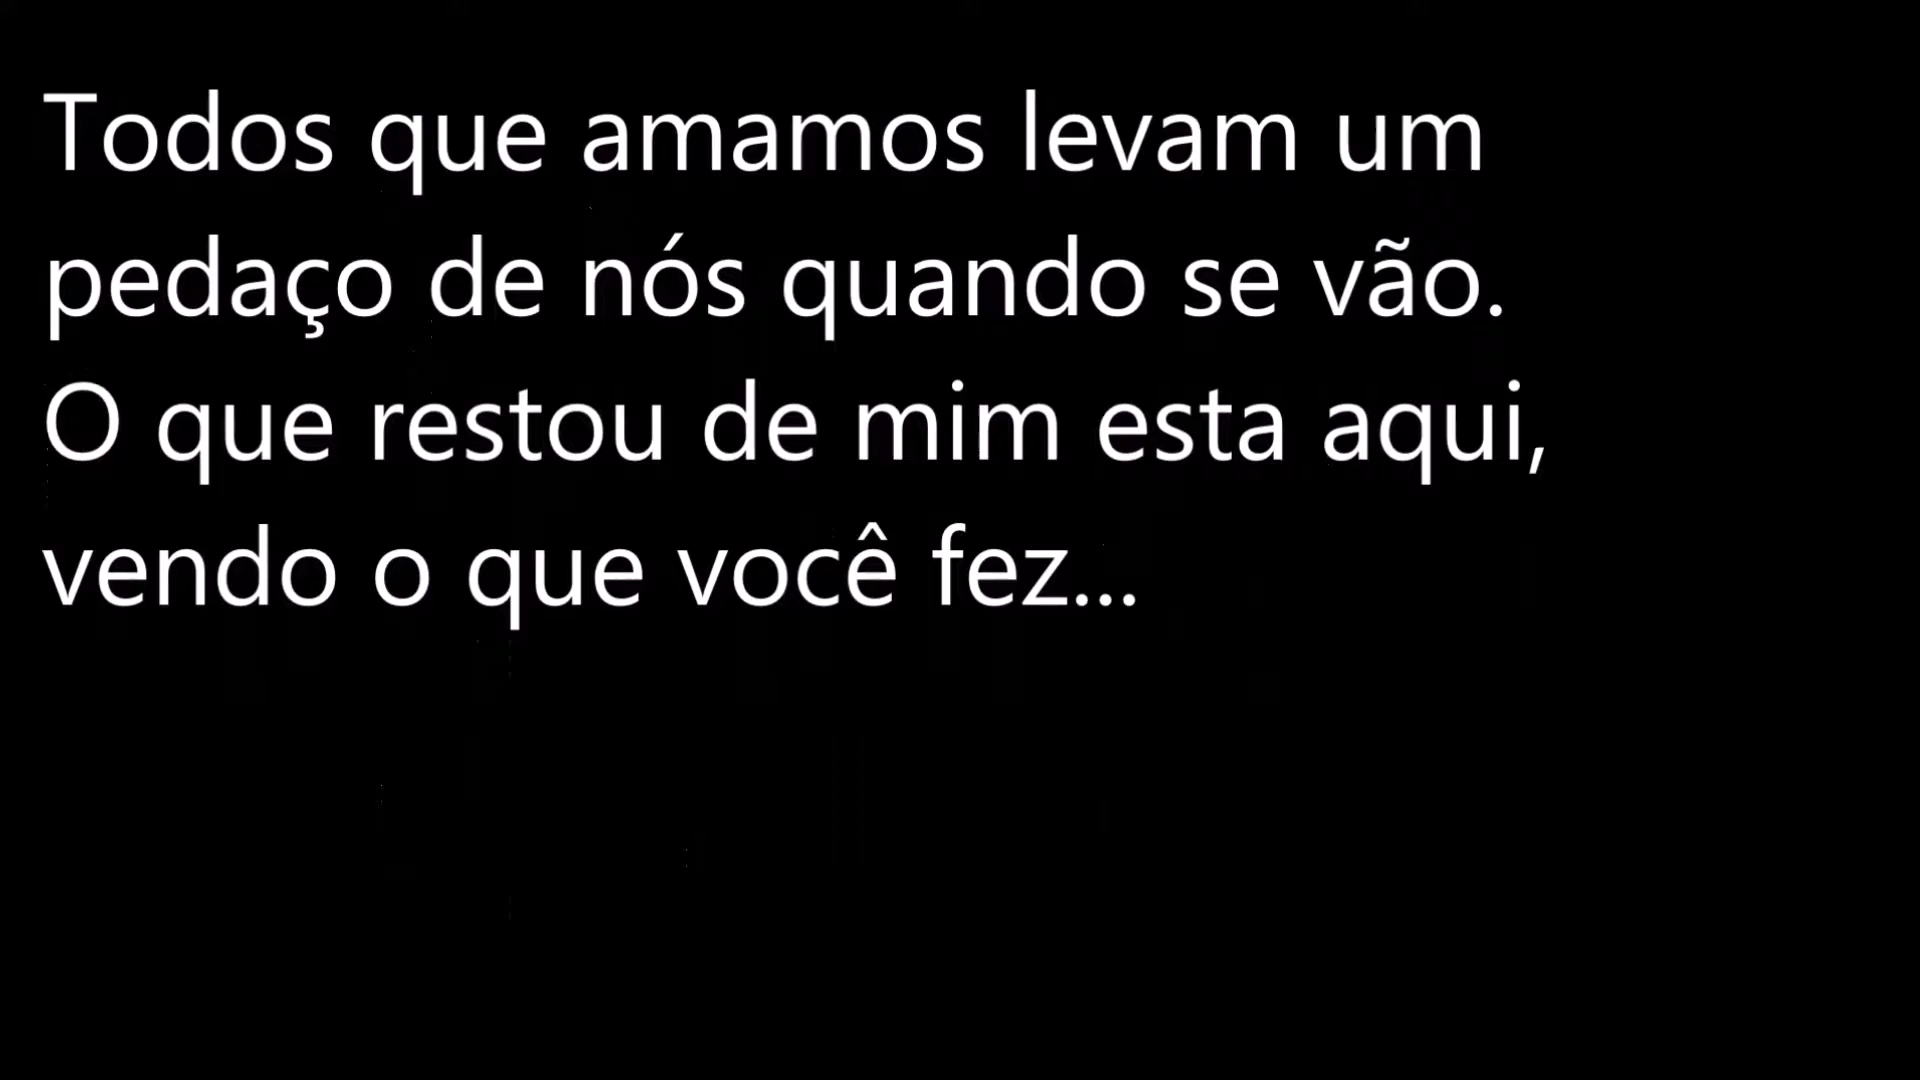 Todos que amamos levam um
pedaço de nós quando se vão.
O que restou de mim esta aqui,
vendo o que você fez...